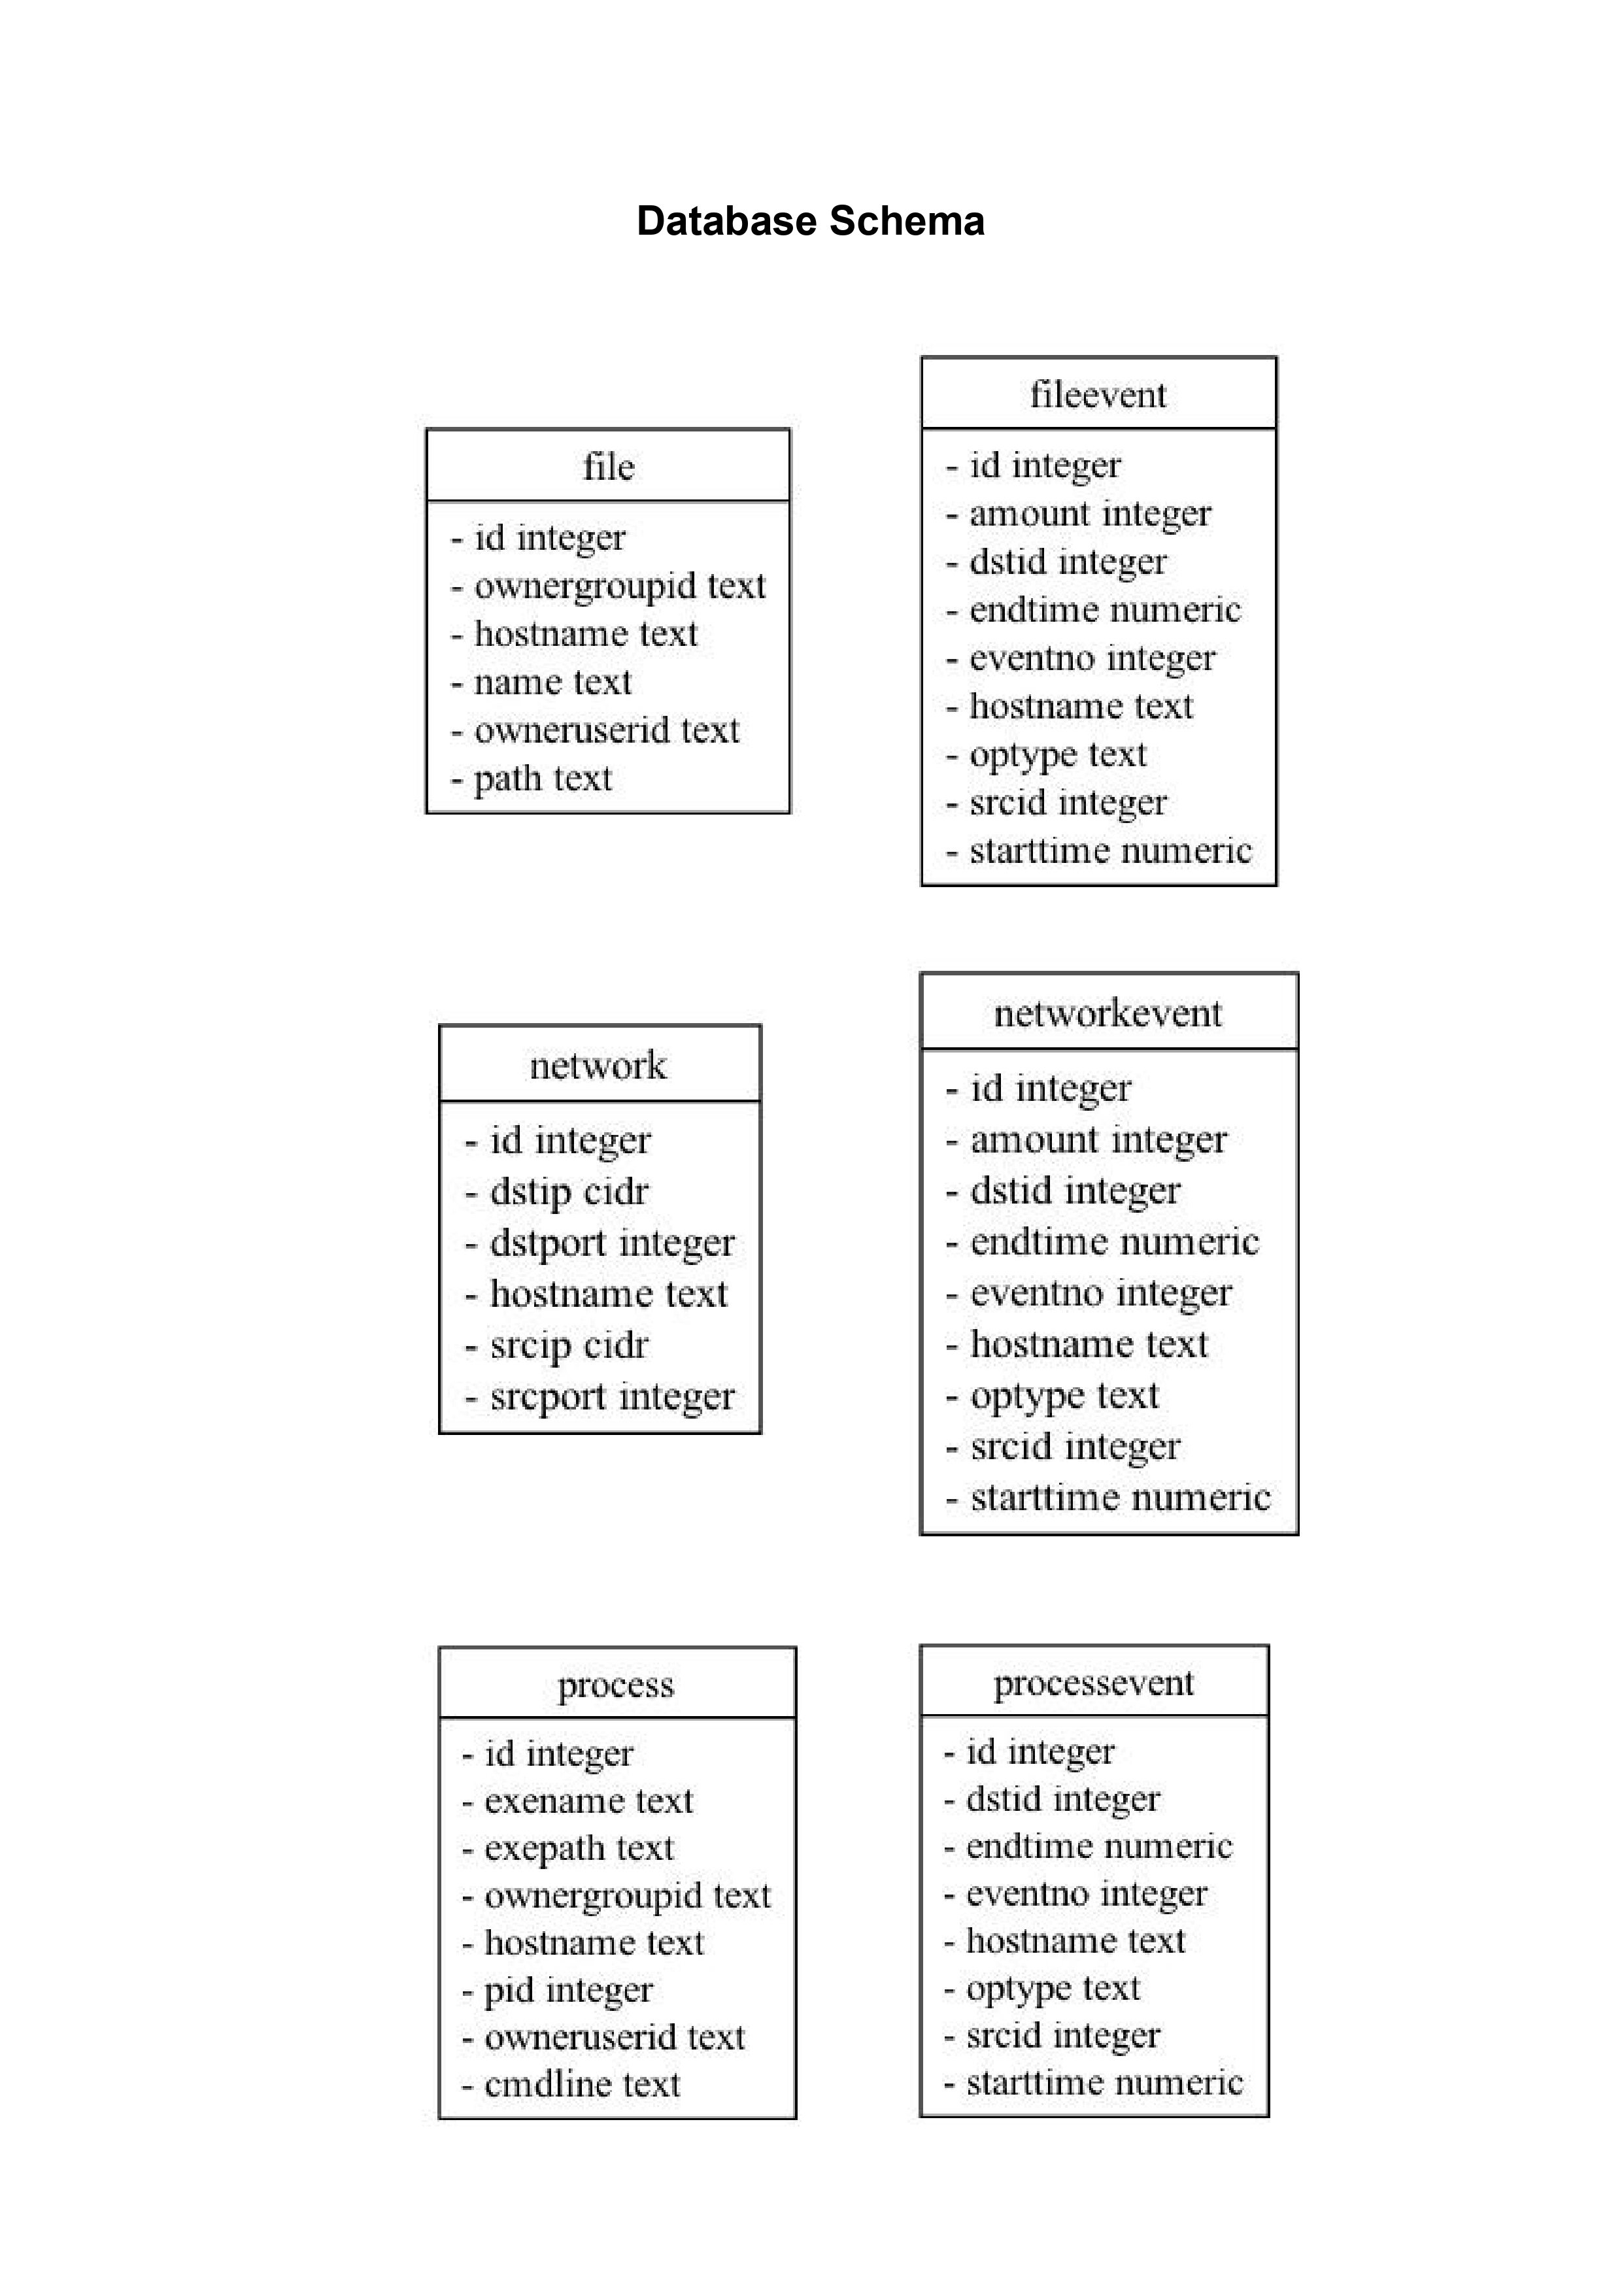 Database Schema
file
- id integer
- ownergroupid text
- hostname text
- name text
- owneruserid text
- path text
fileevent
- id integer
- amount integer
- dstid integer
- endtime numeric
- eventno integer
- hostname text
- optype text
- srcid integer
- starttime numeric
network
- id integer
- dstip cidr
- dstport integer
- hostname text
- srcip cidr
- srcport integer
networkevent
- id integer
- amount integer
- dstid integer
- endtime numeric
- eventno integer
- hostname text
- optype text
- srcid integer
- starttime numeric
process
- id integer
- exename text
- exepath text
- ownergroupid text
- hostname text
- pid integer
- owneruserid text
- cmdline text
processevent
- id integer
- dstid integer
- endtime numeric
- eventno integer
- hostname text
- optype text
- srcid integer
- starttime numeric